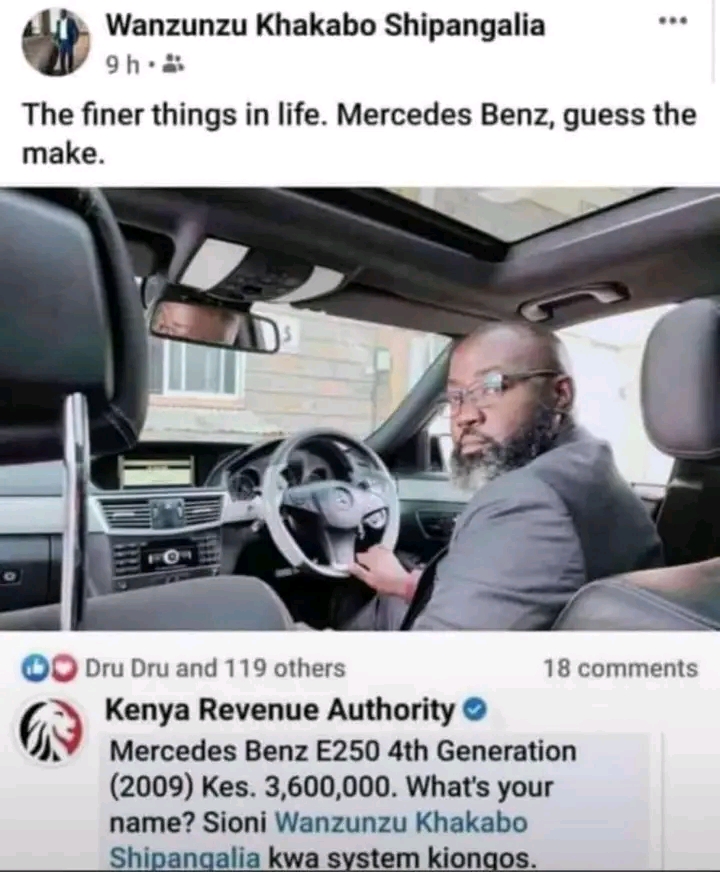 Wanzunzu Khakabo Shipangalia
9 h
The finer things in life. Mercedes Benz, guess the
make.
Dru Dru and 119 others
18 comments
Kenya Revenue Authority
Mercedes Benz E250 4th Generation
(2009) Kes. 3,600,000. What's your
name? Sioni Wanzunzu Khakabo
Shipangalia kwa system kiongos.